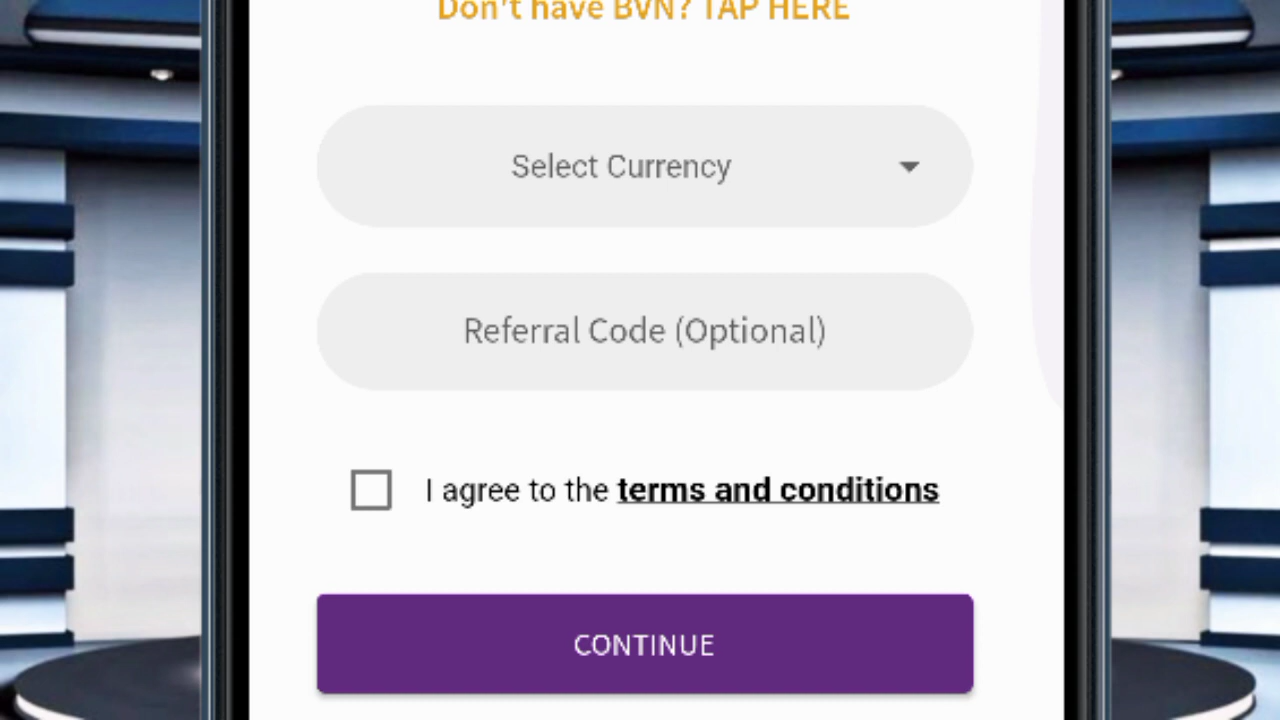 Don't have BVN? TAP HERE
Select Currency
Referral Code (Optional)
I agree to the terms and conditions
CONTINUE